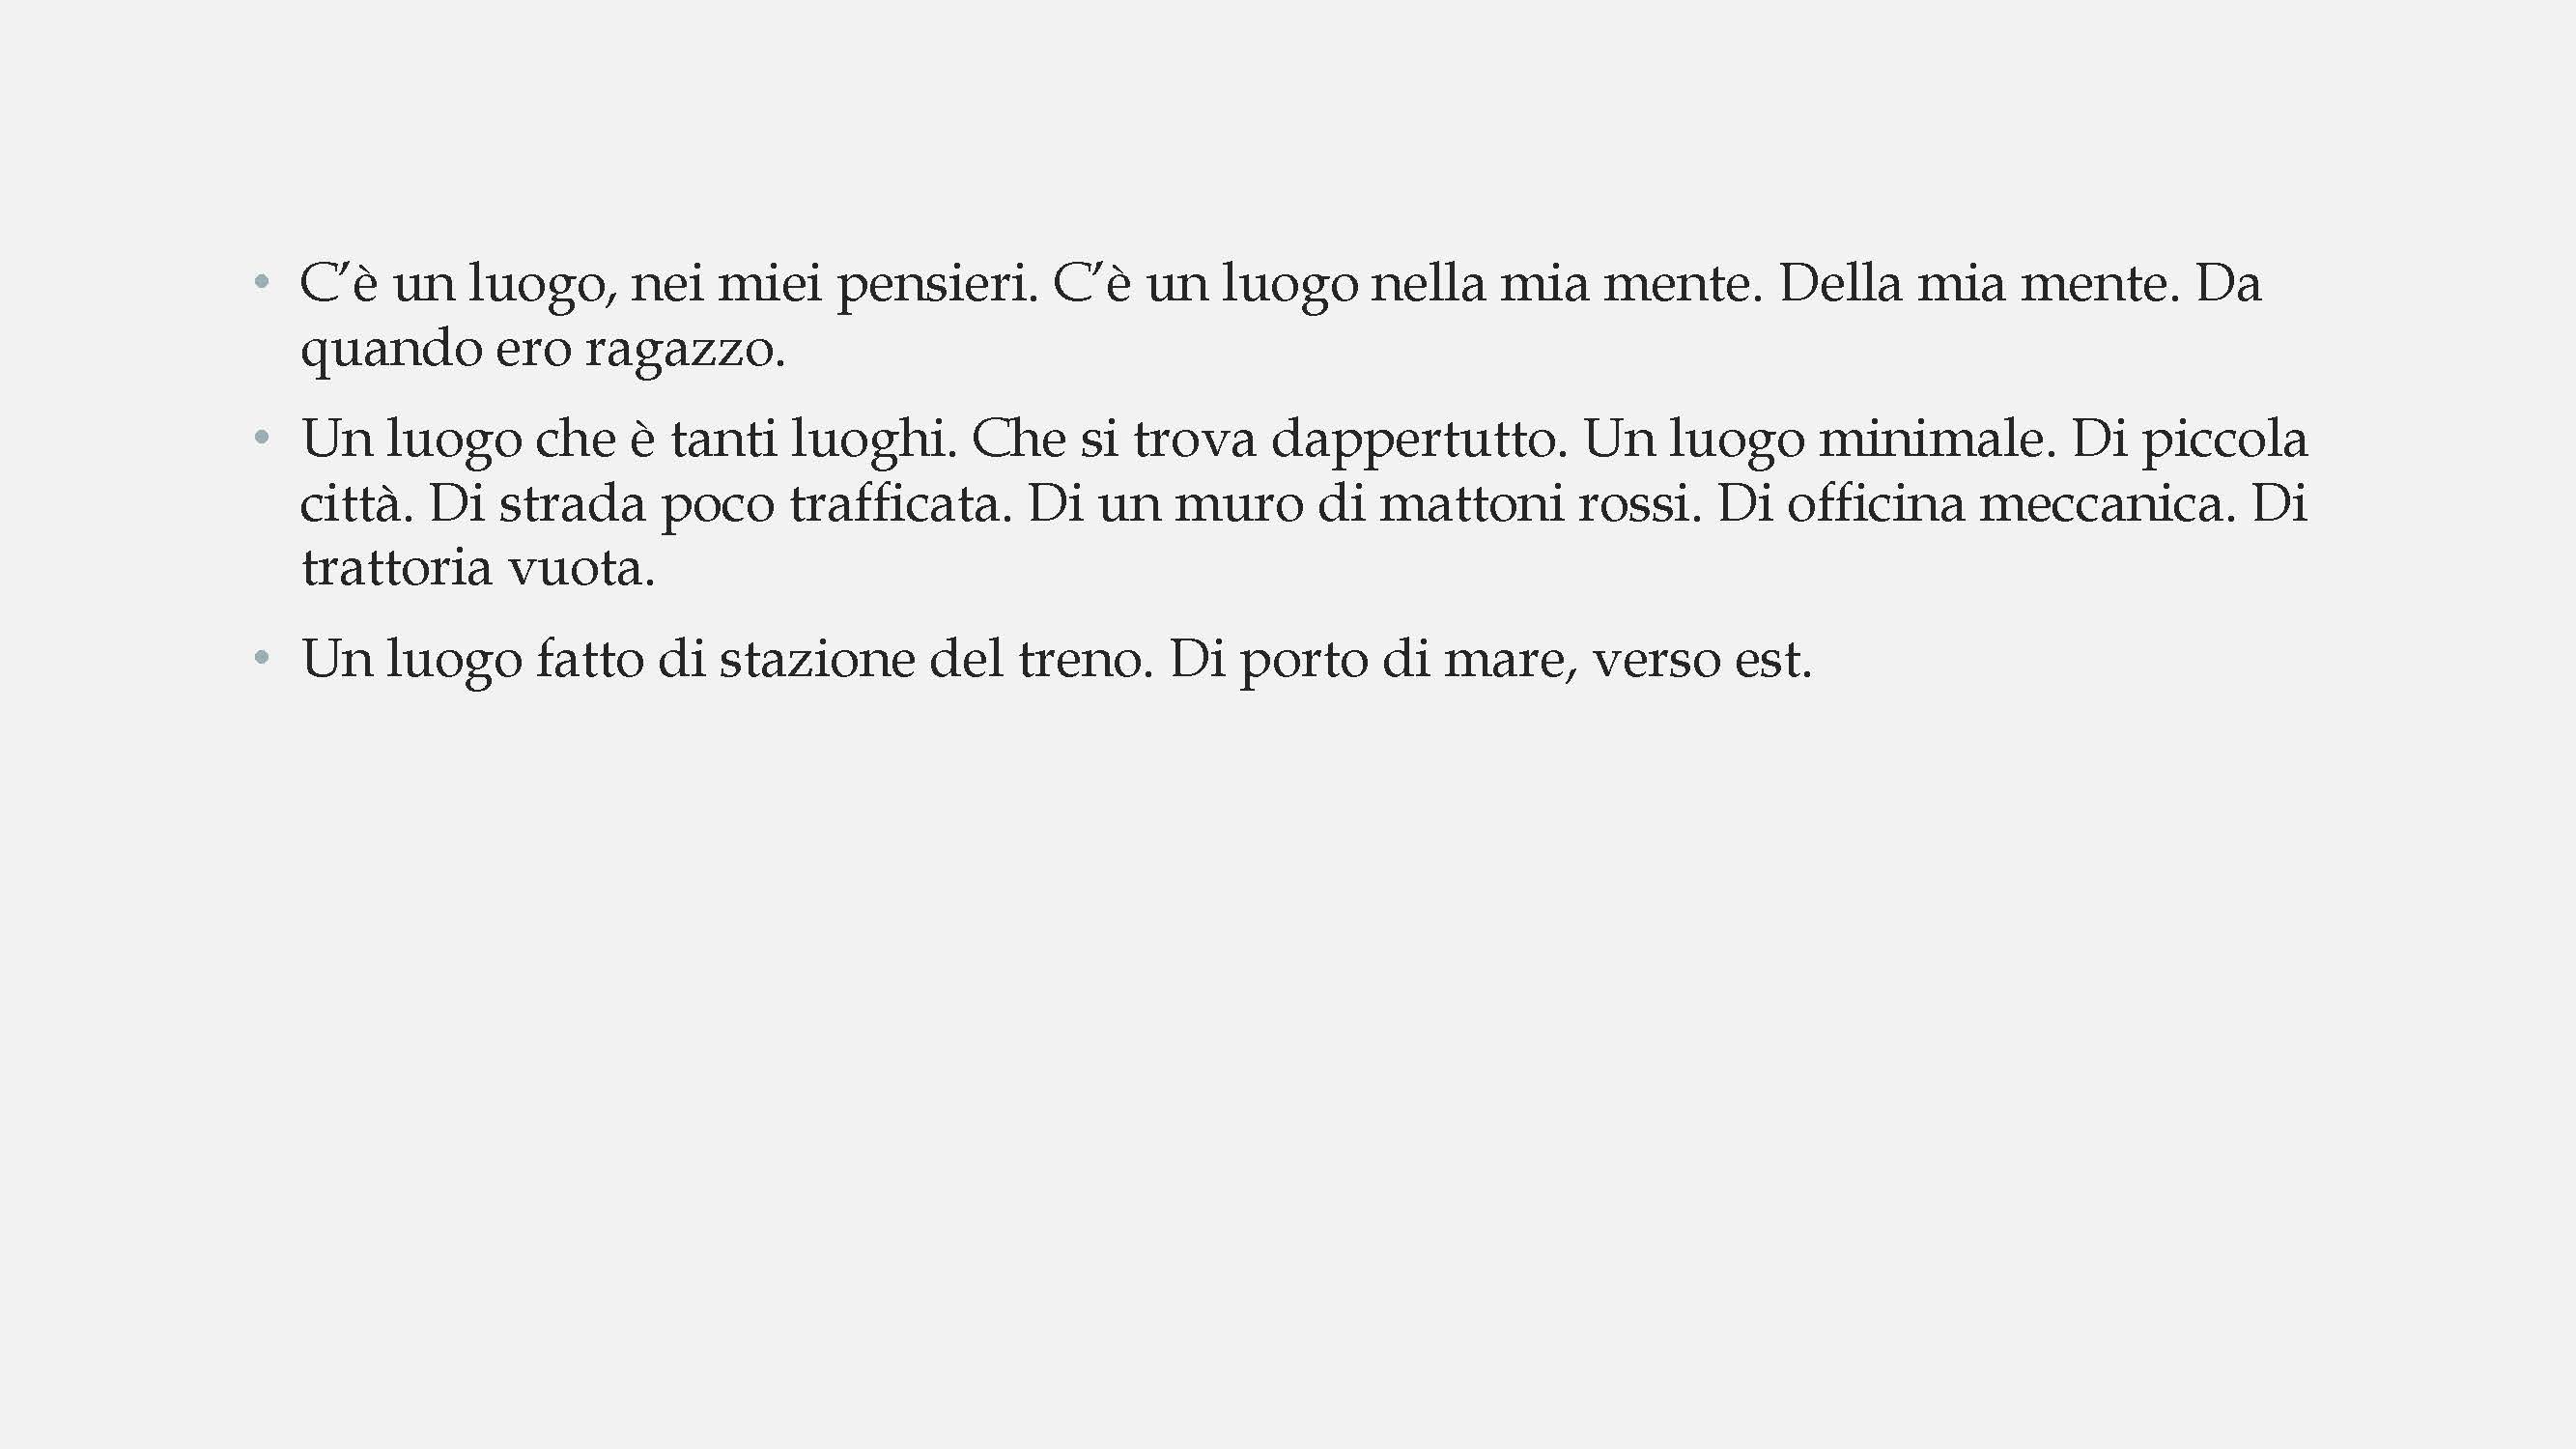 • C’è un luogo, nei miei pensieri. C’è un luogo nella mia mente. Della mia mente. Da
quando ero ragazzo.
• Un luogo che è tanti luoghi. Che si trova dappertutto. Un luogo minimale. Di piccola
città. Di strada poco trafficata. Di un muro di mattoni rossi. Di officina meccanica. Di
trattoria vuota.
• Un luogo fatto di stazione del treno. Di porto di mare, verso est.